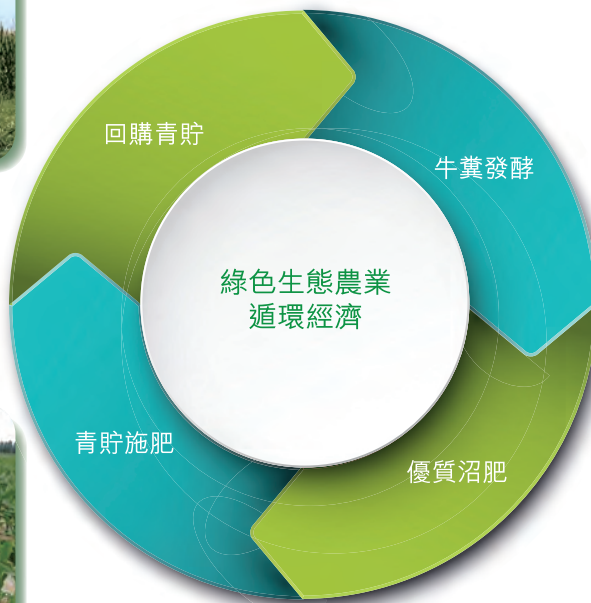 回購青貯
牛糞發酵
綠色生態農業
遁環經濟
青貯施肥
優質沼肥